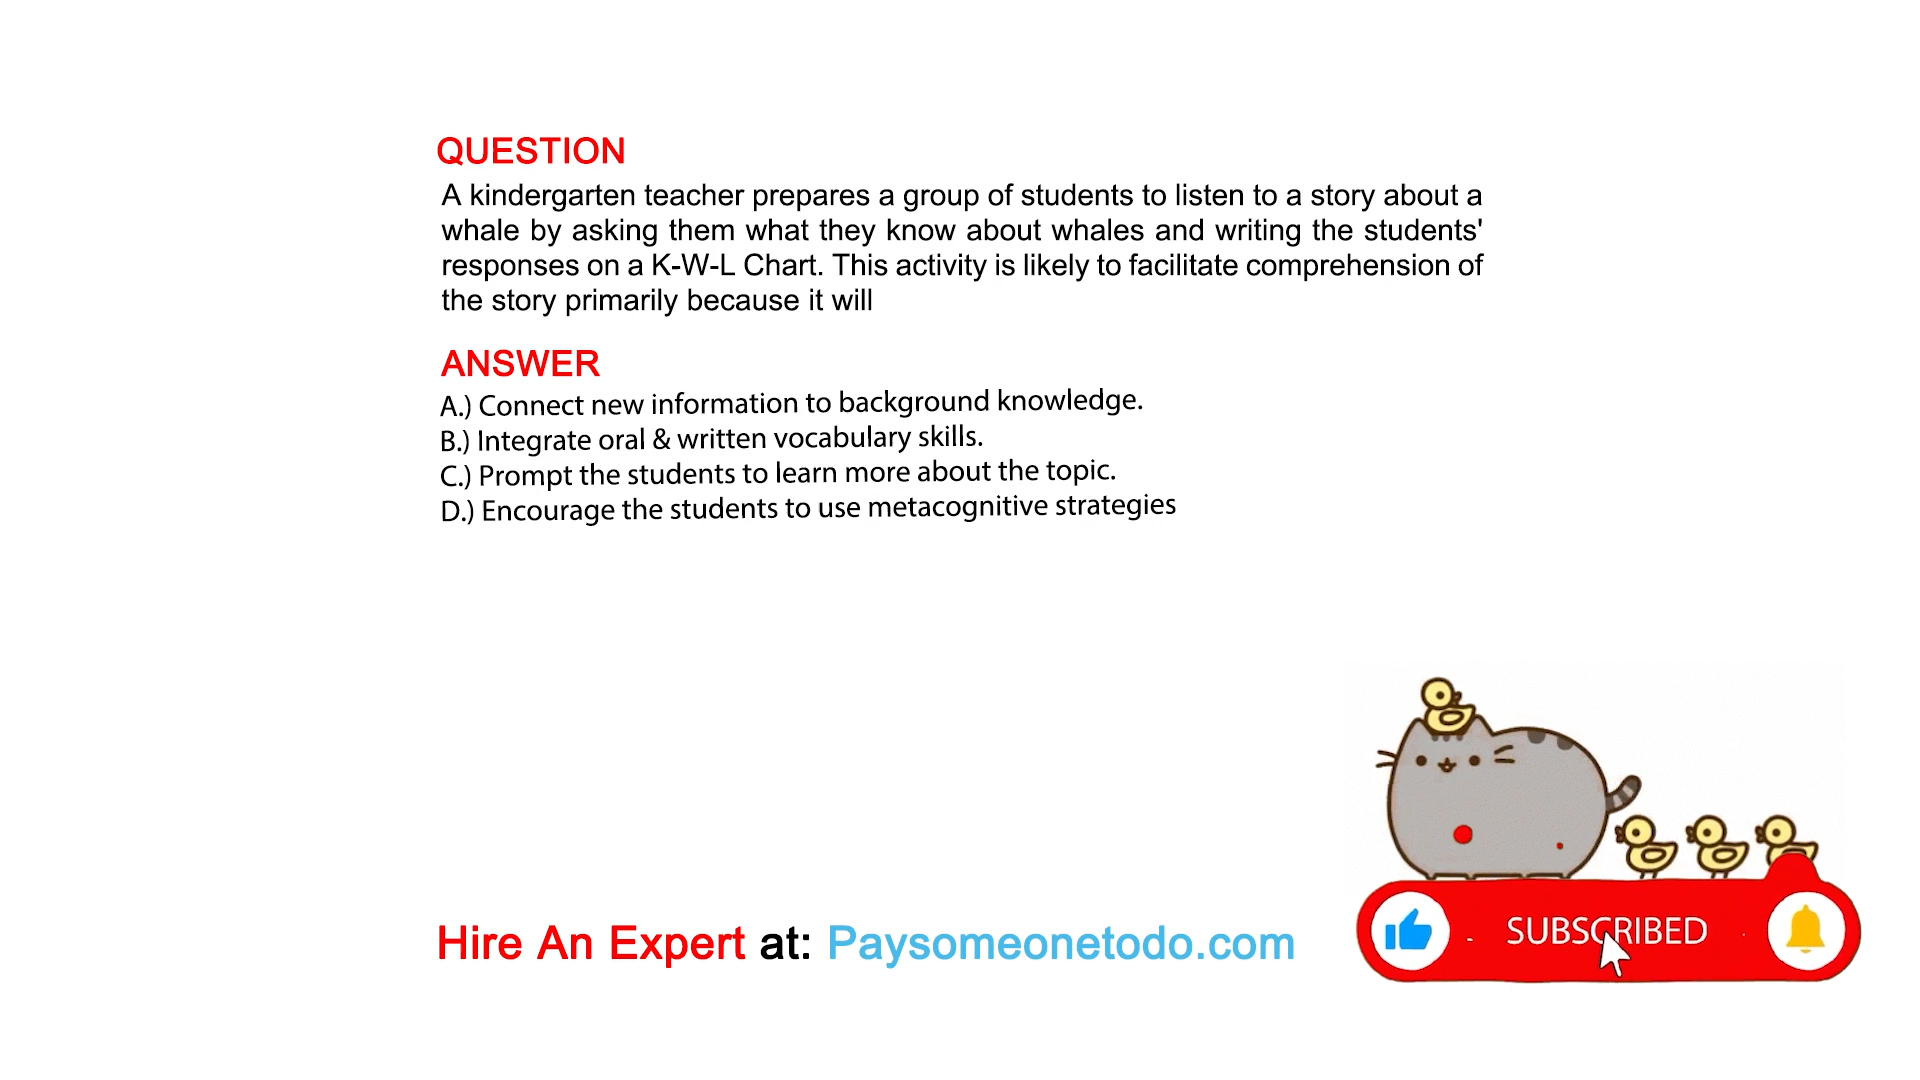 QUESTION
A kindergarten teacher prepares a group of students to listen to a story about a
whale by asking them what they know about whales and writing the students'
responses on a K-W-L Chart. This activity is likely to facilitate comprehension of
the story primarily because it will
ANSWER
A.) Connect new information to background knowledge.
B.) Integrate oral & written vocabulary skills.
C.) Prompt the students to learn more about the topic.
D.) Encourage the students to use metacognitive strategies
Hire An Expert at: Paysomeonetodo.com
SUBSCRIBED